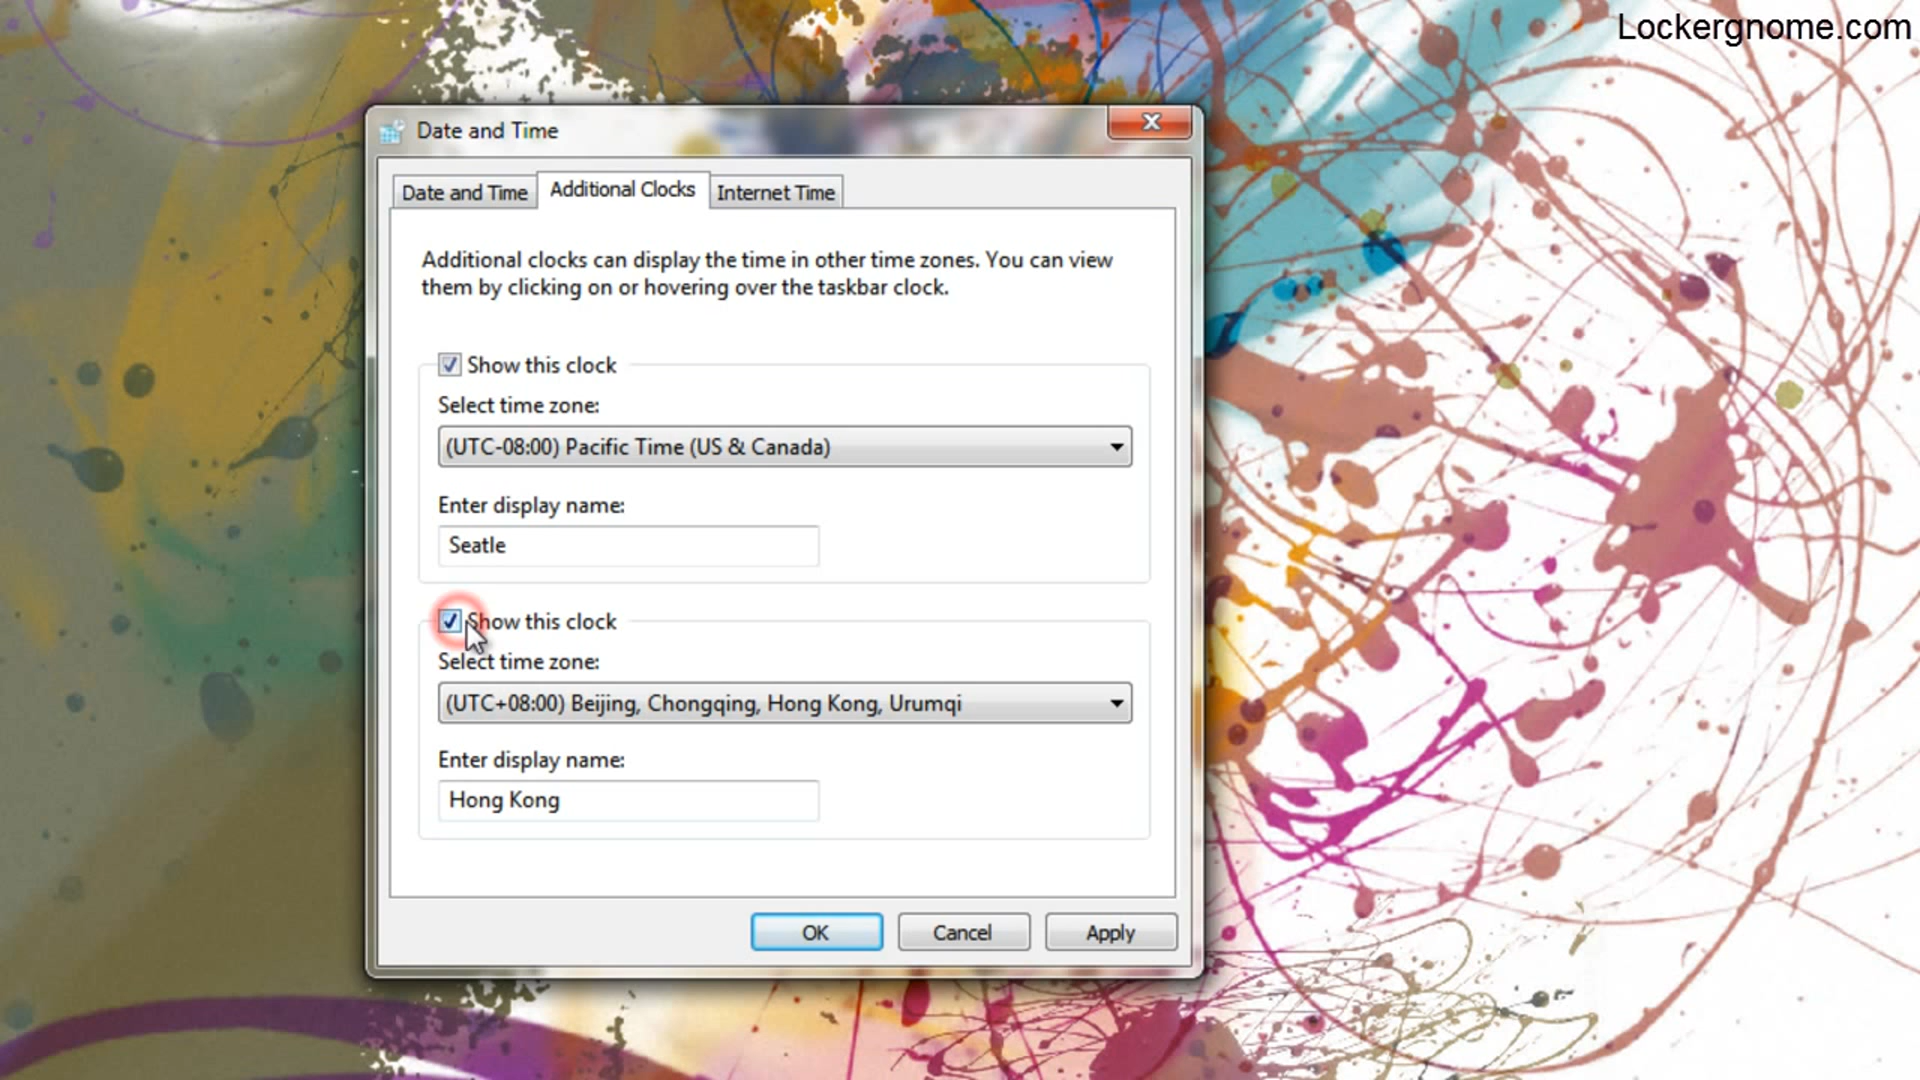 Lockergnome.com
Date and Time
Date and Time
Additional Clocks
Internet Time
Additional clocks can display the time in other time zones. You can view
them by clicking on or hovering over the taskbar clock.
Show this clock
Select time zone:
(UTC-08:00) Pacific Time (US & Canada)
Enter display name:
Seatle
Show this clock
Select time zone:
(UTC+08:00) Beijing, Chongqing, Hong Kong, Urumqi
Enter display name:
Hong Kong
OK
Cancel
Apply